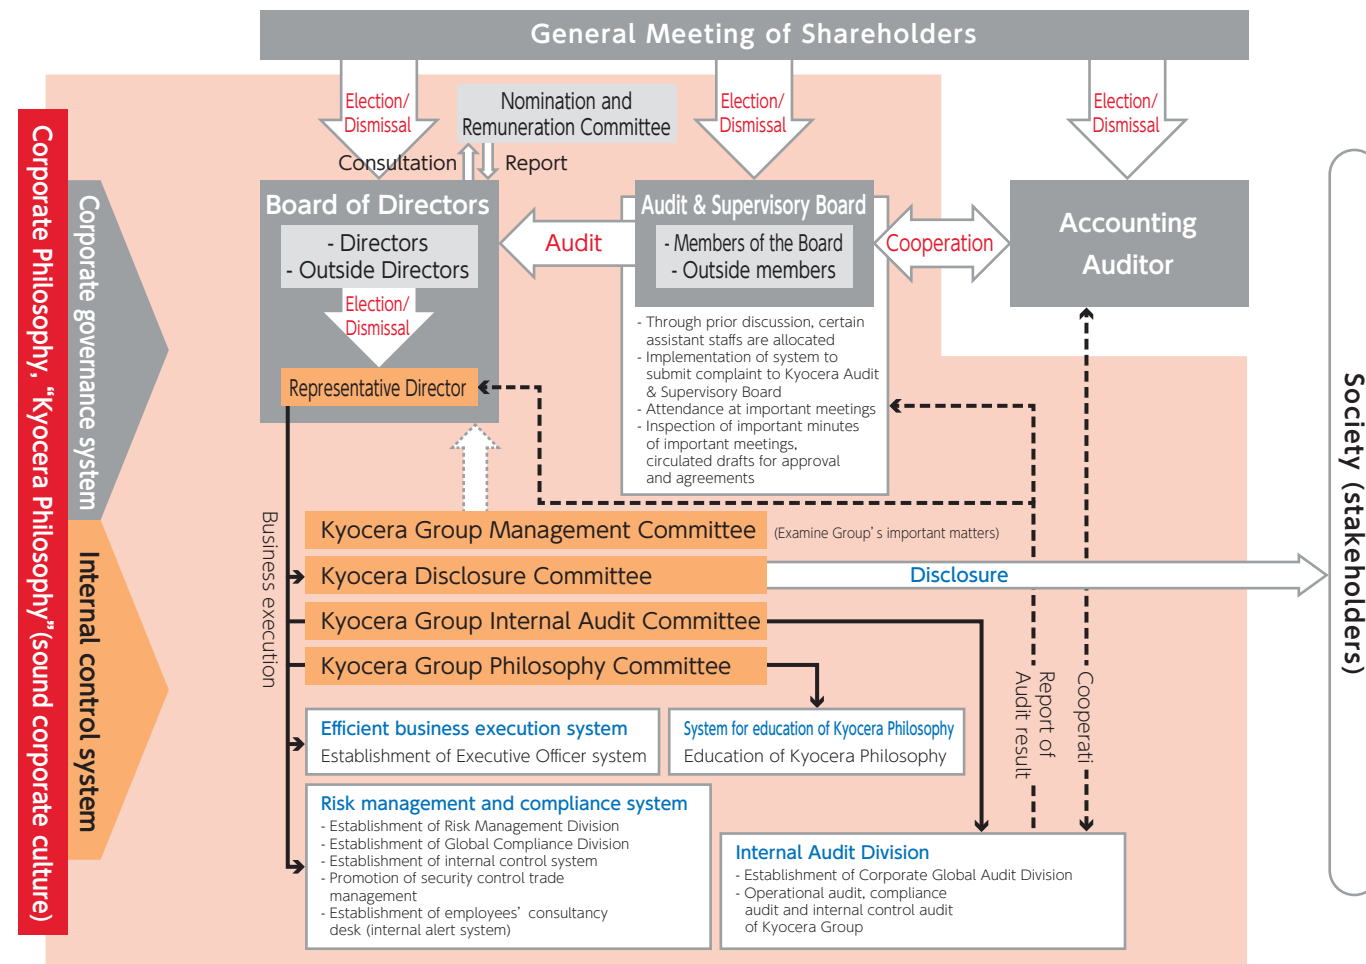 General Meeting of Shareholders
Election/
Dismissal
Nomination and
Remuneration Committee
Election/
Dismissal
Election/
Dismissal
Consultation
Report
Board of Directors
- Directors
- Outside Directors
Election/
Dismissal
Representative Director
Audit
Audit & Supervisory Board
- Members of the Board
- Outside members
Cooperation
Accounting
Auditor
- Through prior discussion, certain
assistant staffs are allocated
- Implementation of system to
submit complaint to Kyocera Audit
& Supervisory Board
- Attendance at important meetings
- Inspection of important minutes
of important meetings,
circulated drafts for approval
and agreements
Corporate Philosophy, “Kyocera Philosophy” (sound corporate culture)
Corporate governance system
Internal control system
Business execution
Kyocera Group Management Committee
(Examine Group’s important matters)
Kyocera Disclosure Committee
Disclosure
Kyocera Group Internal Audit Committee
Kyocera Group Philosophy Committee
Society (stakeholders)
Report of
Audit result
Cooperati
Efficient business execution system
Establishment of Executive Officer system
System for education of Kyocera Philosophy
Education of Kyocera Philosophy
Risk management and compliance system
- Establishment of Risk Management Division
- Establishment of Global Compliance Division
- Establishment of internal control system
- Promotion of security control trade
management
- Establishment of employees’ consultancy
desk (internal alert system)
Internal Audit Division
- Establishment of Corporate Global Audit Division
- Operational audit, compliance
audit and internal control audit
of Kyocera Group